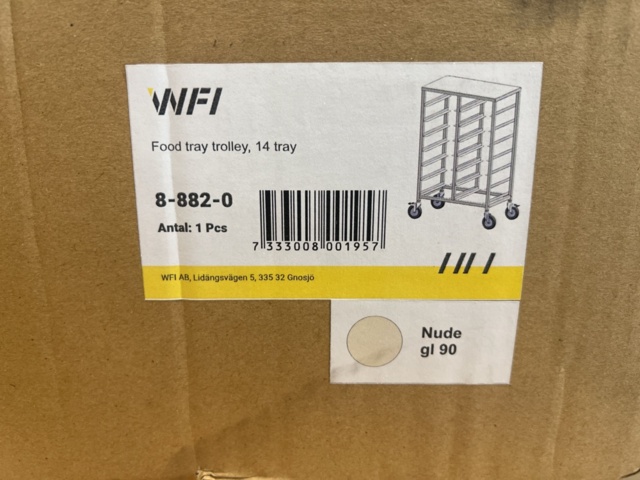 WFI
Food tray trolley, 14 tray
8-882-0
Antal: 1 Pcs
7 333008 001957
WFI AB, Lidängsvägen 5, 335 32 Gnosjö
Nude
gl 90